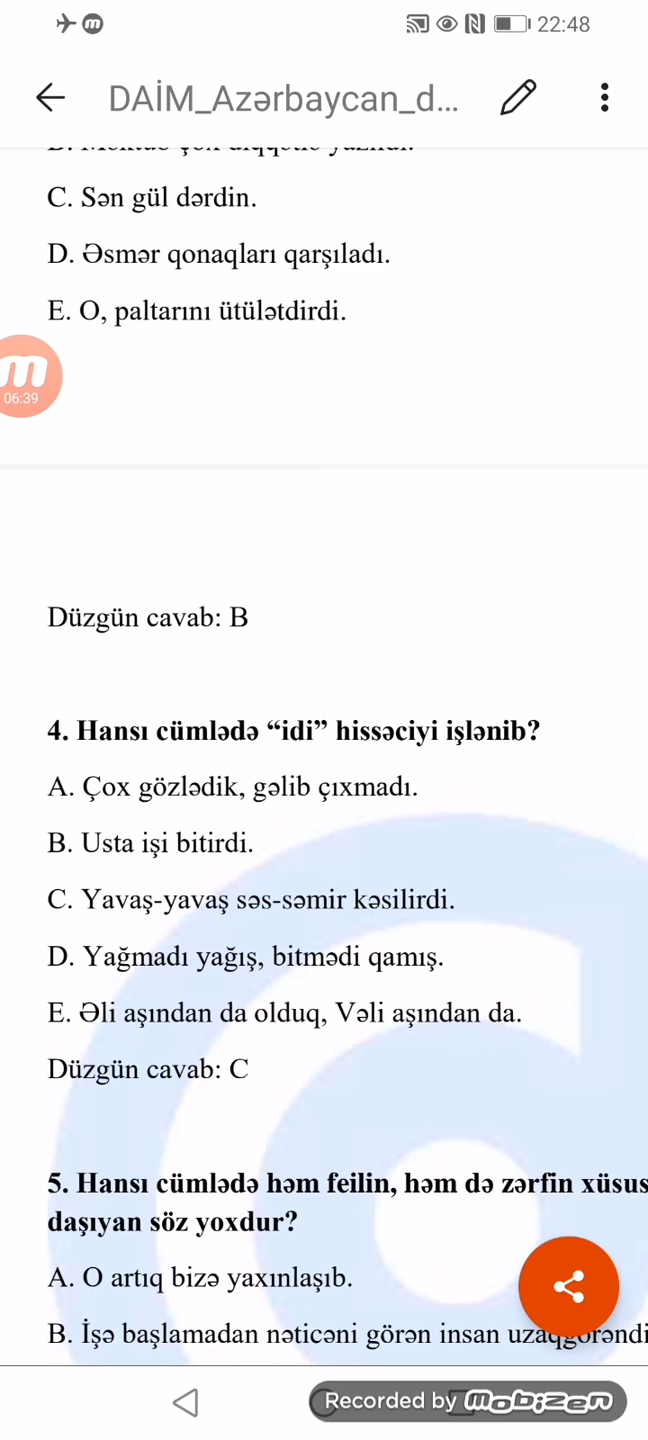 22:48
DAİM_Azərbaycan_d...
C. Sən gül dərdin.
D. Əsmər qonaqları qarşıladı.
E. O, paltarını ütülətdirdi.
m
06:39
Düzgün cavab: B
4. Hansı cümlədə “idi” hissəciyi işlənib?
A. Çox gözlədik, gəlib çıxmadı.
B. Usta işi bitirdi.
C. Yavaş-yavaş səs-səmir kəsilirdi.
D. Yağmadı yağış, bitmədi qamış.
E. Əli aşından da olduq, Vəli aşından da.
Düzgün cavab: C
5. Hansı cümlədə həm feilin, həm də zərfin xüsus
daşıyan söz yoxdur?
A. O artıq bizə yaxınlaşıb.
B. İşə başlamadan nəticəni görən insan uzaqgörəndi
Recorded by mobizen